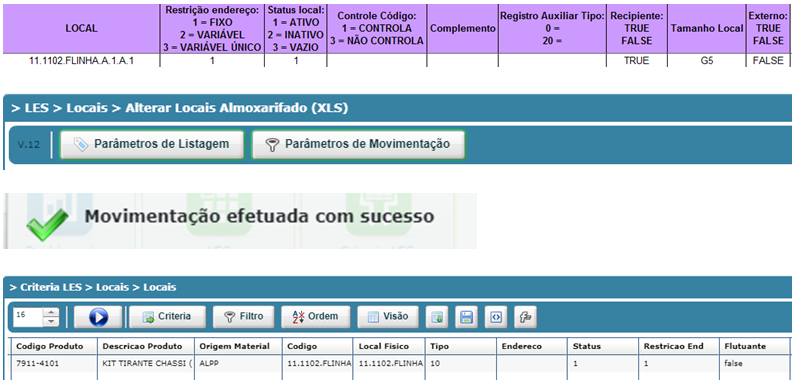 LOCAL
Restrição endereço:
1 = FIXO
2 = VARIÁVEL
3 = VARIÁVEL ÚNICO
Status local:
1 = ATIVO
2 = INATIVO
3 = VAZIO
Controle Código:
1 = CONTROLA
3 = NÃO CONTROLA
Complemento
Registro Auxiliar Tipo:
0 =
20 =
Recipiente:
TRUE
FALSE
Tamanho Local
Externo:
TRUE
FALSE
11.1102.FLINHA.A.1.A.1 1 1 TRUE G5 FALSE
> LES > Locais > Alterar Locais Almoxarifado (XLS)
V.12 Parâmetros de Listagem Parâmetros de Movimentação
Movimentação efetuada com sucesso
> Criteria LES > Locais > Locais
16 Criteria Filtro Ordem Visão
Codigo Produto Descricao Produto Origem Material Codigo Local Fisico Tipo Endereco Status Restricao End Flutuante
7911-4101 KIT TIRANTE CHASSI ( ALPP 11.1102.FLINHA 11.1102.FLINHA 10 1 1 false